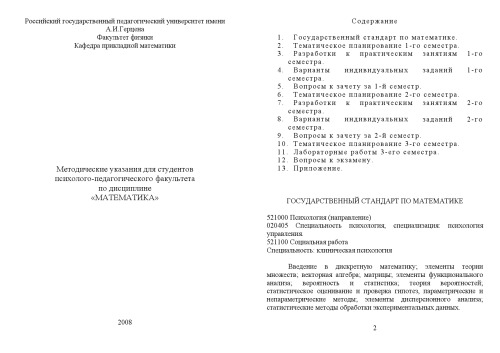 Российский государственный педагогический университет имени
А.И.Герцена
Факультет физики
Кафедра прикладной математики
Методические указания для студентов
психолого-педагогического факультета
по дисциплине
«МАТЕМАТИКА»
2008
Содержание
1. Государственный стандарт по математике.
2. Тематическое планирование 1-го семестра.
3. Разработки к практическим занятиям 1-го
семестра.
4. Варианты индивидуальных заданий 1-го
семестра.
5. Вопросы к зачету за 1-й семестр.
6. Тематическое планирование 2-го семестра.
7. Разработки к практическим занятиям 2-го
семестра.
8. Варианты индивидуальных заданий 2-го
семестра.
9. Вопросы к зачету за 2-й семестр.
10. Тематическое планирование 3-го семестра.
11. Лабораторные работы 3-его семестра.
12. Вопросы к экзамену.
13. Приложение.
ГОСУДАРСТВЕННЫЙ СТАНДАРТ ПО МАТЕМАТИКЕ
521000 Психология (направление)
020405 Специальность психология, специализация: психология
управления.
521100 Социальная работа
Специальность: клиническая психология
Введение в дискретную математику; элементы теории
множеств; векторная алгебра; матрицы; элементы функционального
анализа; вероятность и статистика; теория вероятностей,
статистическое оценивание и проверка гипотез, параметрические и
непараметрические методы; элементы дисперсионного анализа,
статистические методы обработки экспериментальных данных.
2